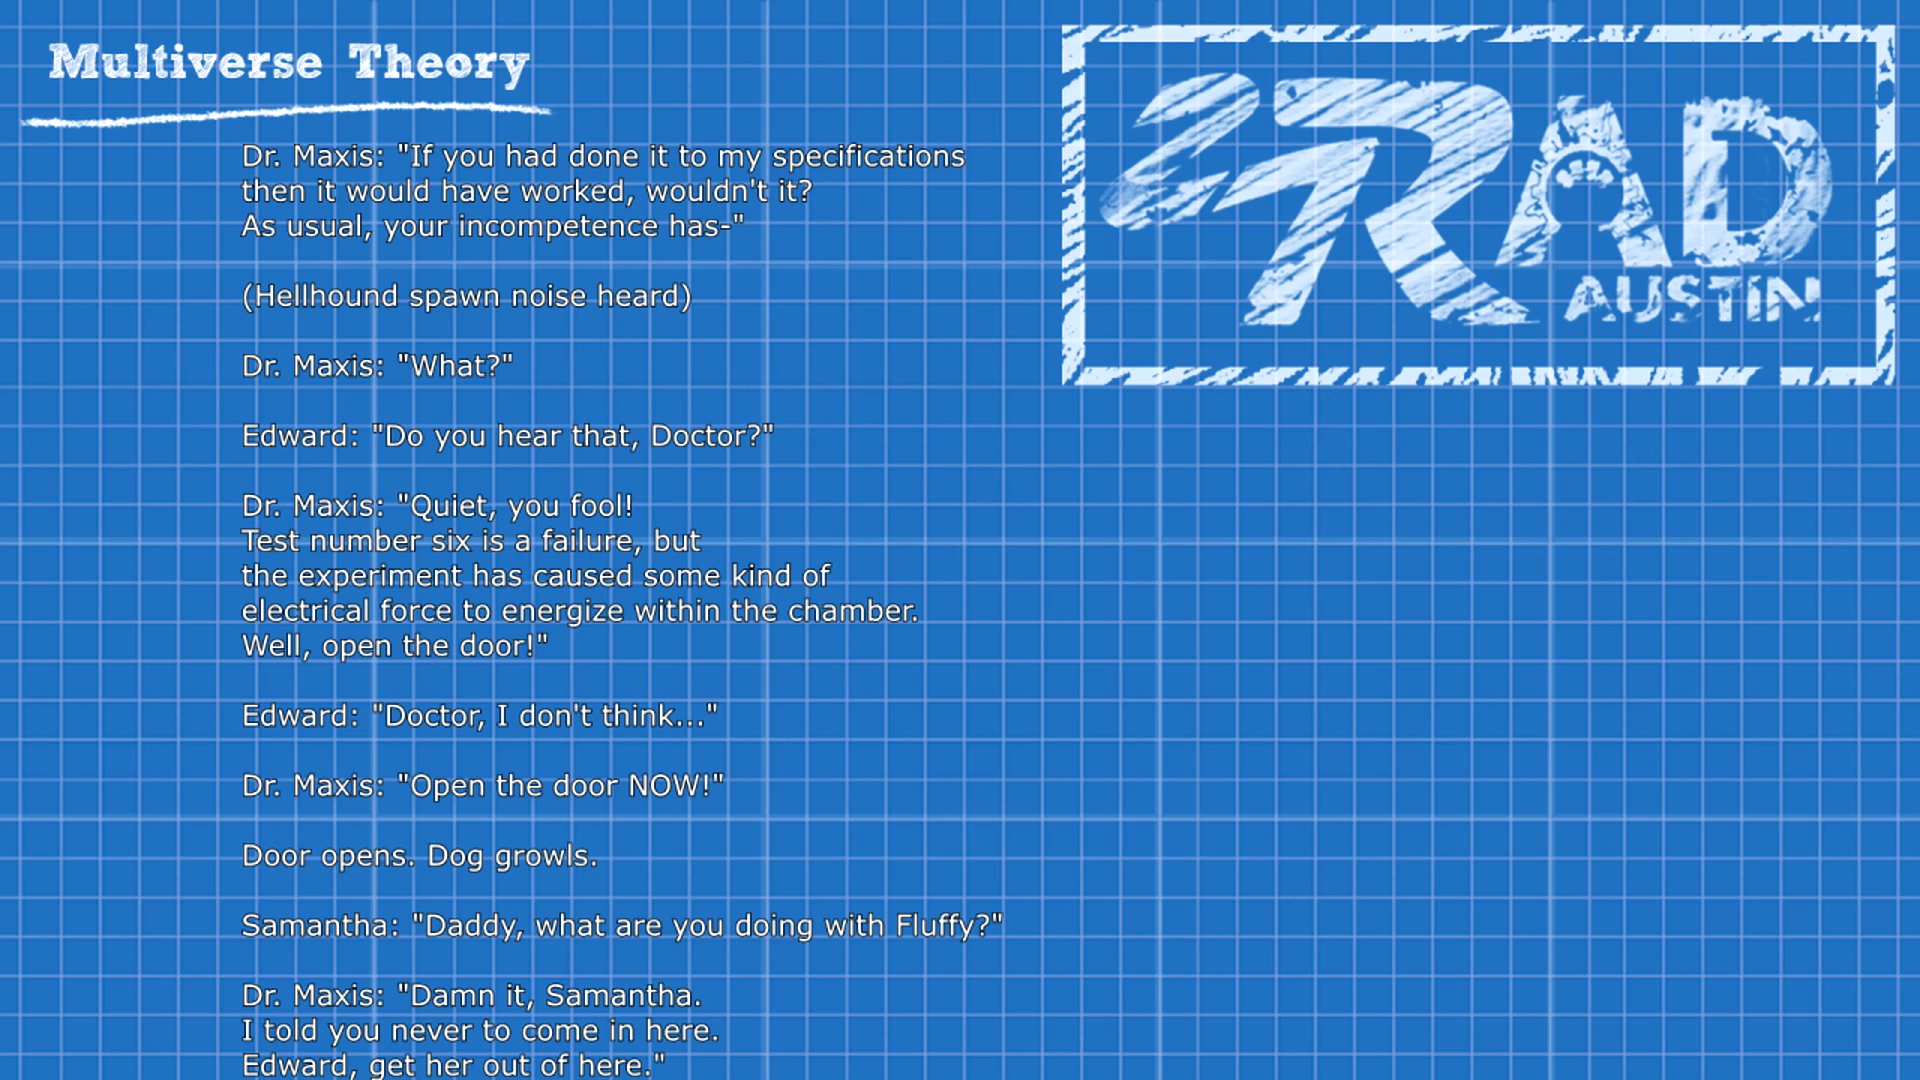 Multiverse Theory
RAD
AUSTIN
Dr. Maxis: "If you had done it to my specifications
then it would have worked, wouldn't it?
As usual, your incompetence has-"
(Hellhound spawn noise heard)
Dr. Maxis: "What?"
Edward: "Do you hear that, Doctor?"
Dr. Maxis: "Quiet, you fool!
Test number six is a failure, but
the experiment has caused some kind of
electrical force to energize within the chamber.
Well, open the door!"
Edward: "Doctor, I don't think..."
Dr. Maxis: "Open the door NOW!"
Door opens. Dog growls.
Samantha: "Daddy, what are you doing with Fluffy?"
Dr. Maxis: "Damn it, Samantha.
I told you never to come in here.
Edward, get her out of here."